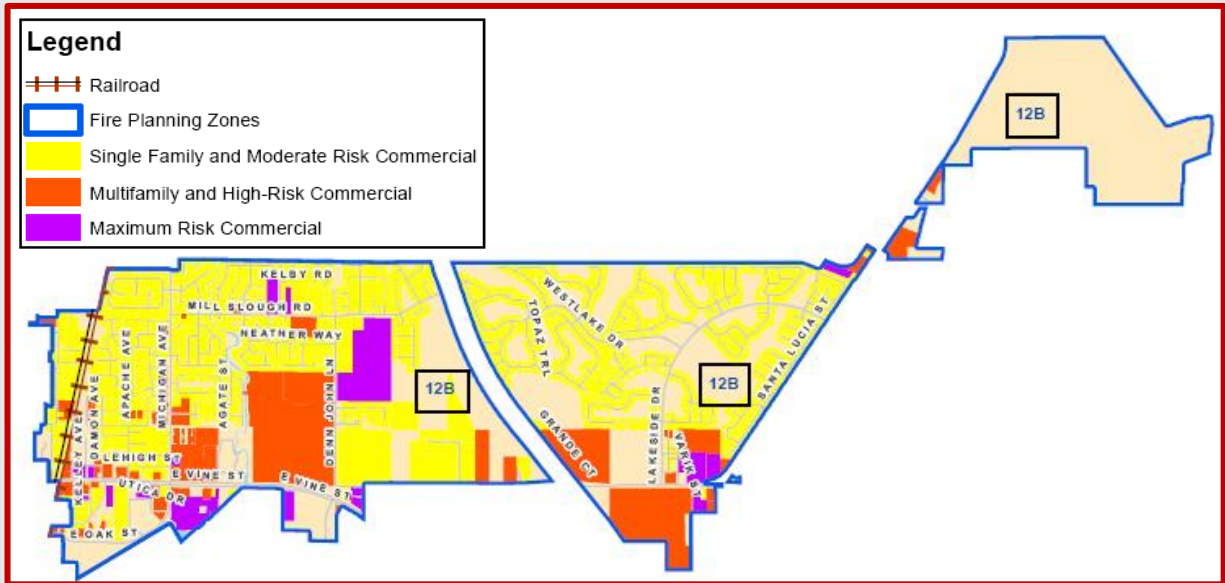 Legend
Railroad
Fire Planning Zones
Single Family and Moderate Risk Commercial
Multifamily and High-Risk Commercial
Maximum Risk Commercial
12B
KELBY RD
MILL SLOUGH RD
NEATHER WAY
WESTLAKE DR
TOPAZ TRL
SANTA LUCIA ST
12B
12B
APACHE AVE
MICHIGAN AVE
DAMON AVE
AGATE ST
DENN JOHN LN
KELLEY AVE
LEHIGH ST
GRANDE CT
LAKESIDE DR
YARIK ST
E VINE ST
E VINE ST
UTICA DR
E OAK ST